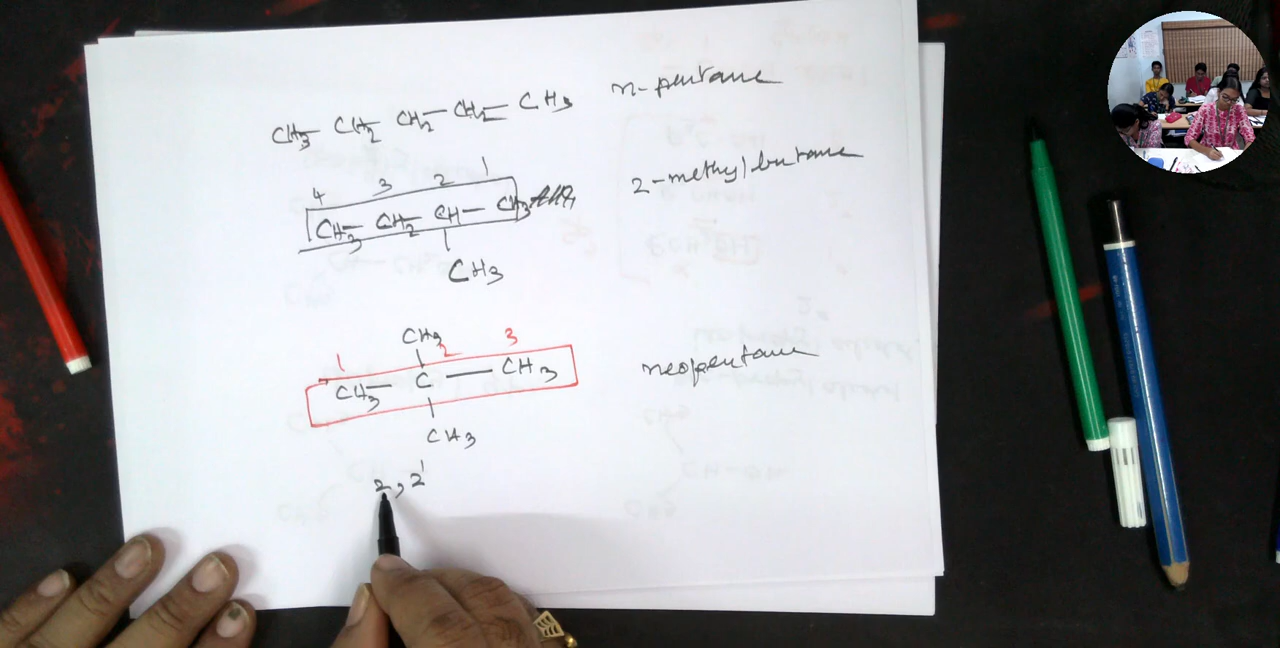 CH3 – CH2 – CH2 – CH2 – CH3 n-pentane
4 3 2 1
CH3 – CH2 – CH – CH3 2-methylbutane
|
CH3
CH3
|
1 2 3
CH3 – C — CH3 neopentane
|
CH3
2, 2'